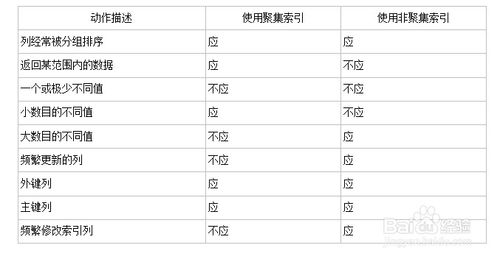 动作描述 使用聚集索引 使用非聚集索引
列经常被分组排序 应 应
返回某范围内的数据 应 不应
一个或极少不同值 不应 不应
小数目的不同值 应 不应
大数目的不同值 不应 应
频繁更新的列 不应 应
外键列 应 应
主键列 应 应
频繁修改索引列 不应 应
Baidu 经验
jingyan.baidu.com